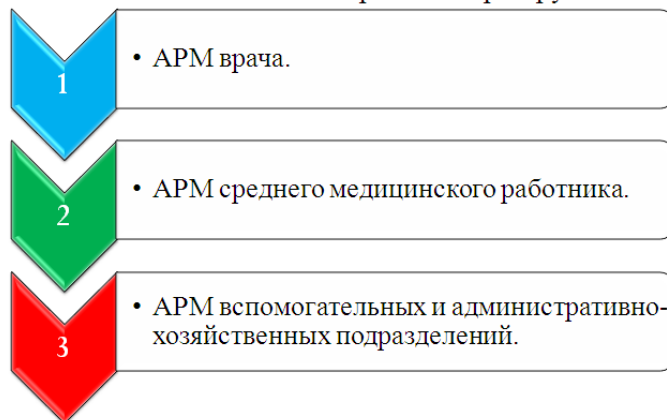 1
• АРМ врача.
2
• АРМ среднего медицинского работника.
3
• АРМ вспомогательных и административно-
хозяйственных подразделений.